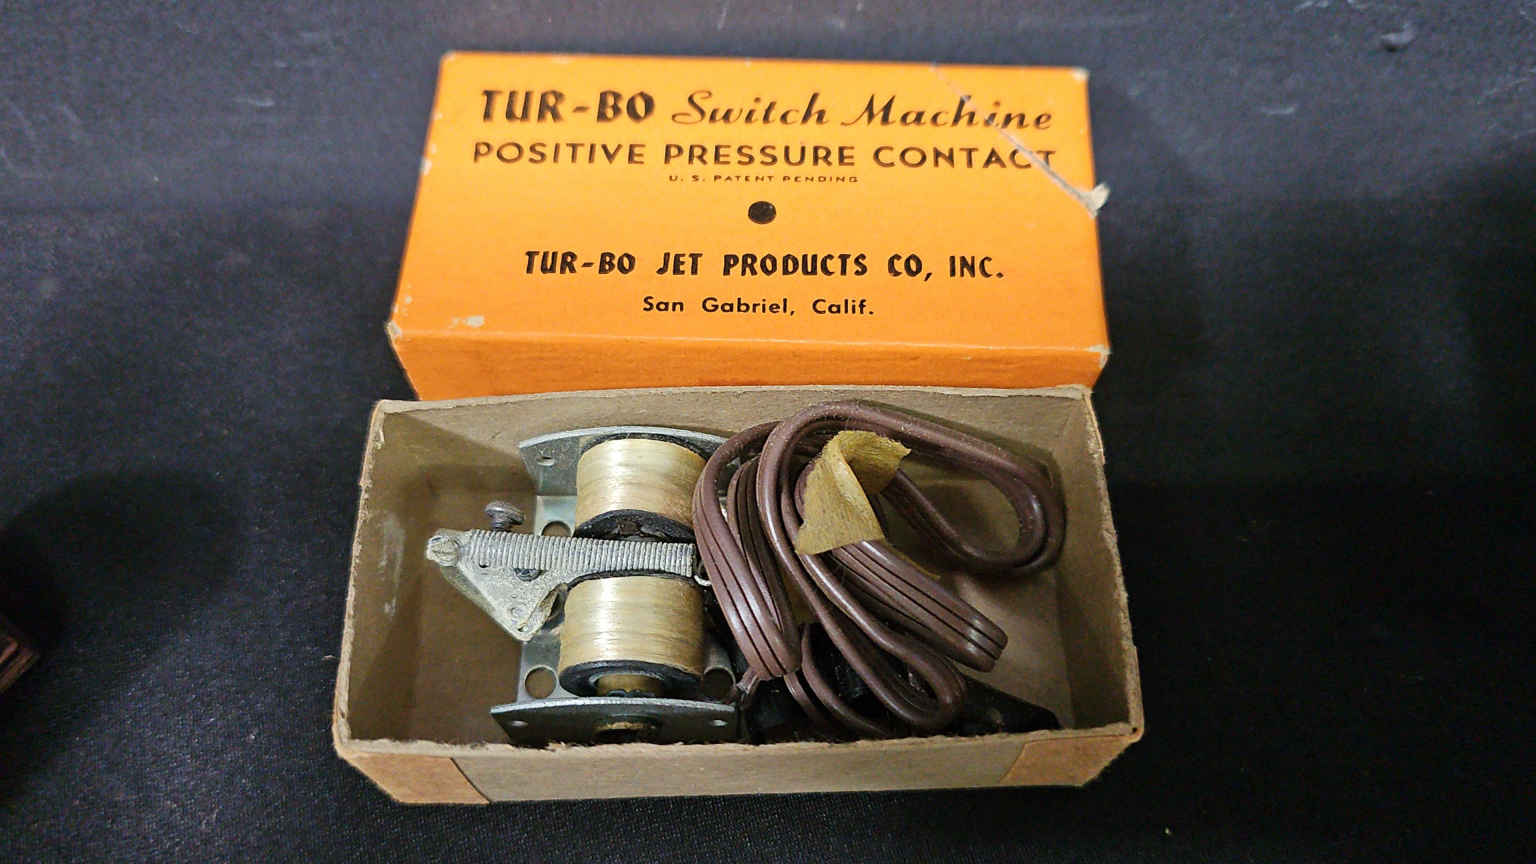 TUR-BO Switch Machine
POSITIVE PRESSURE CONTACT
U. S. PATENT PENDING
TUR-BO JET PRODUCTS CO, INC.
San Gabriel, Calif.